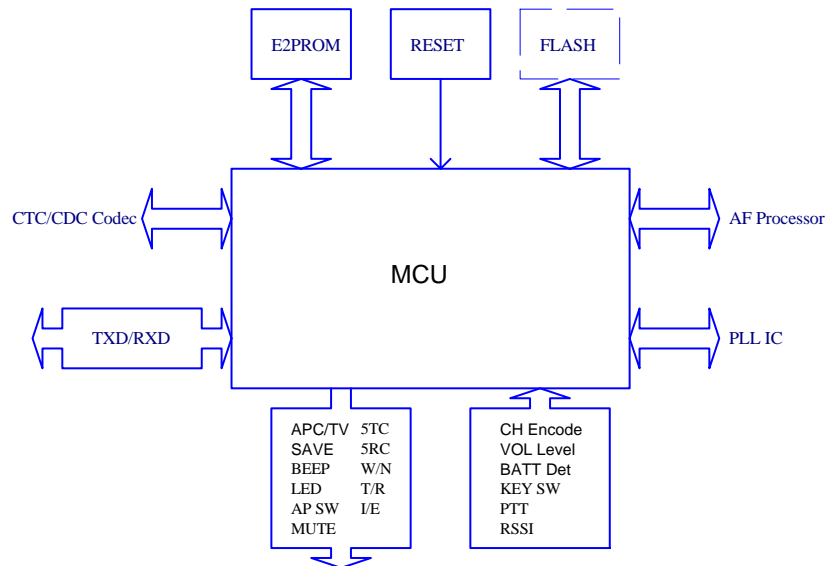 E2PROM
RESET
FLASH
CTC/CDC Codec
AF Processor
MCU
TXD/RXD
PLL IC
APC/TV 5TC
SAVE 5RC
BEEP W/N
LED T/R
AP SW I/E
MUTE
CH Encode
VOL Level
BATT Det
KEY SW
PTT
RSSI